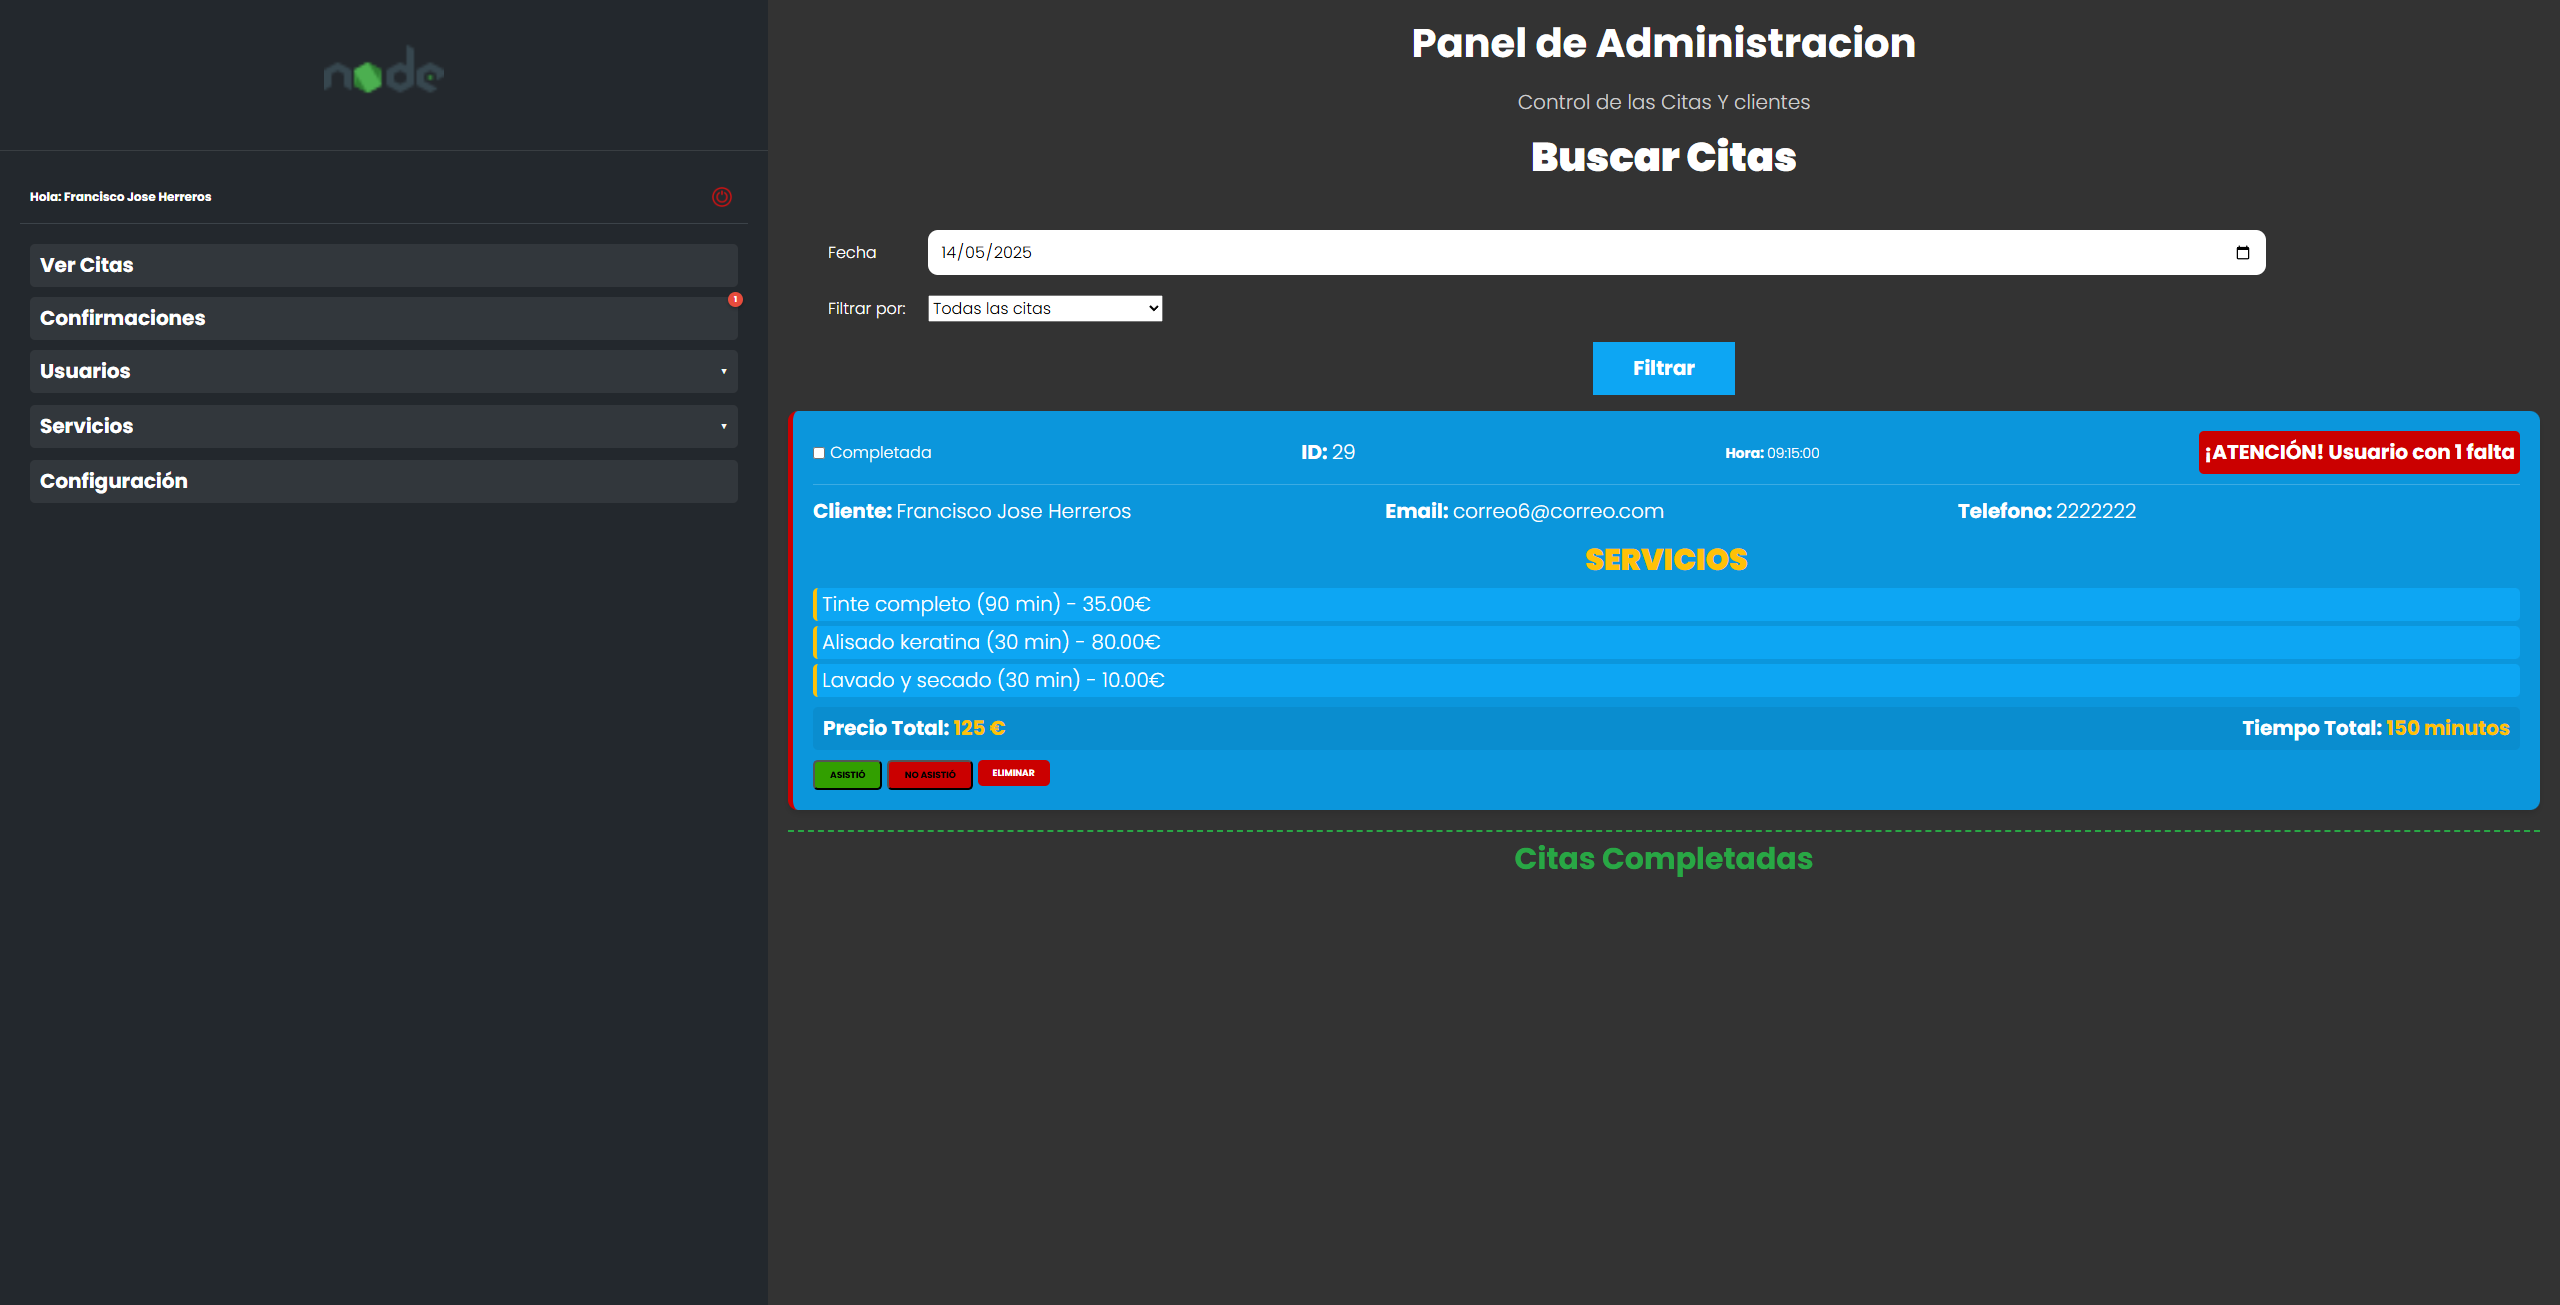 node
Hola: Francisco Jose Herreros
Ver Citas
Confirmaciones
1
Usuarios
Servicios
Configuración
Panel de Administracion
Control de las Citas Y clientes
Buscar Citas
Fecha 14/05/2025
Filtrar por: Todas las citas
Filtrar
Completada ID: 29 Hora: 09:15:00 ¡ATENCIÓN! Usuario con 1 falta
Cliente: Francisco Jose Herreros Email: correo6@correo.com Telefono: 2222222
SERVICIOS
Tinte completo (90 min) - 35.00€
Alisado keratina (30 min) - 80.00€
Lavado y secado (30 min) - 10.00€
Precio Total: 125 € Tiempo Total: 150 minutos
ASISTIÓ NO ASISTIÓ ELIMINAR
Citas Completadas